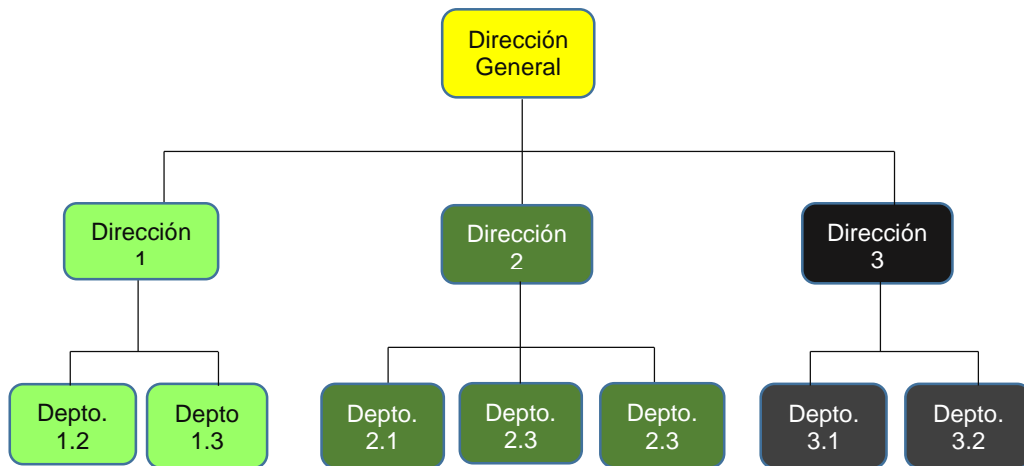 Dirección
General
Dirección
1
Dirección
2
Dirección
3
Depto.
1.2
Depto
1.3
Depto.
2.1
Depto.
2.3
Depto.
2.3
Depto.
3.1
Depto.
3.2